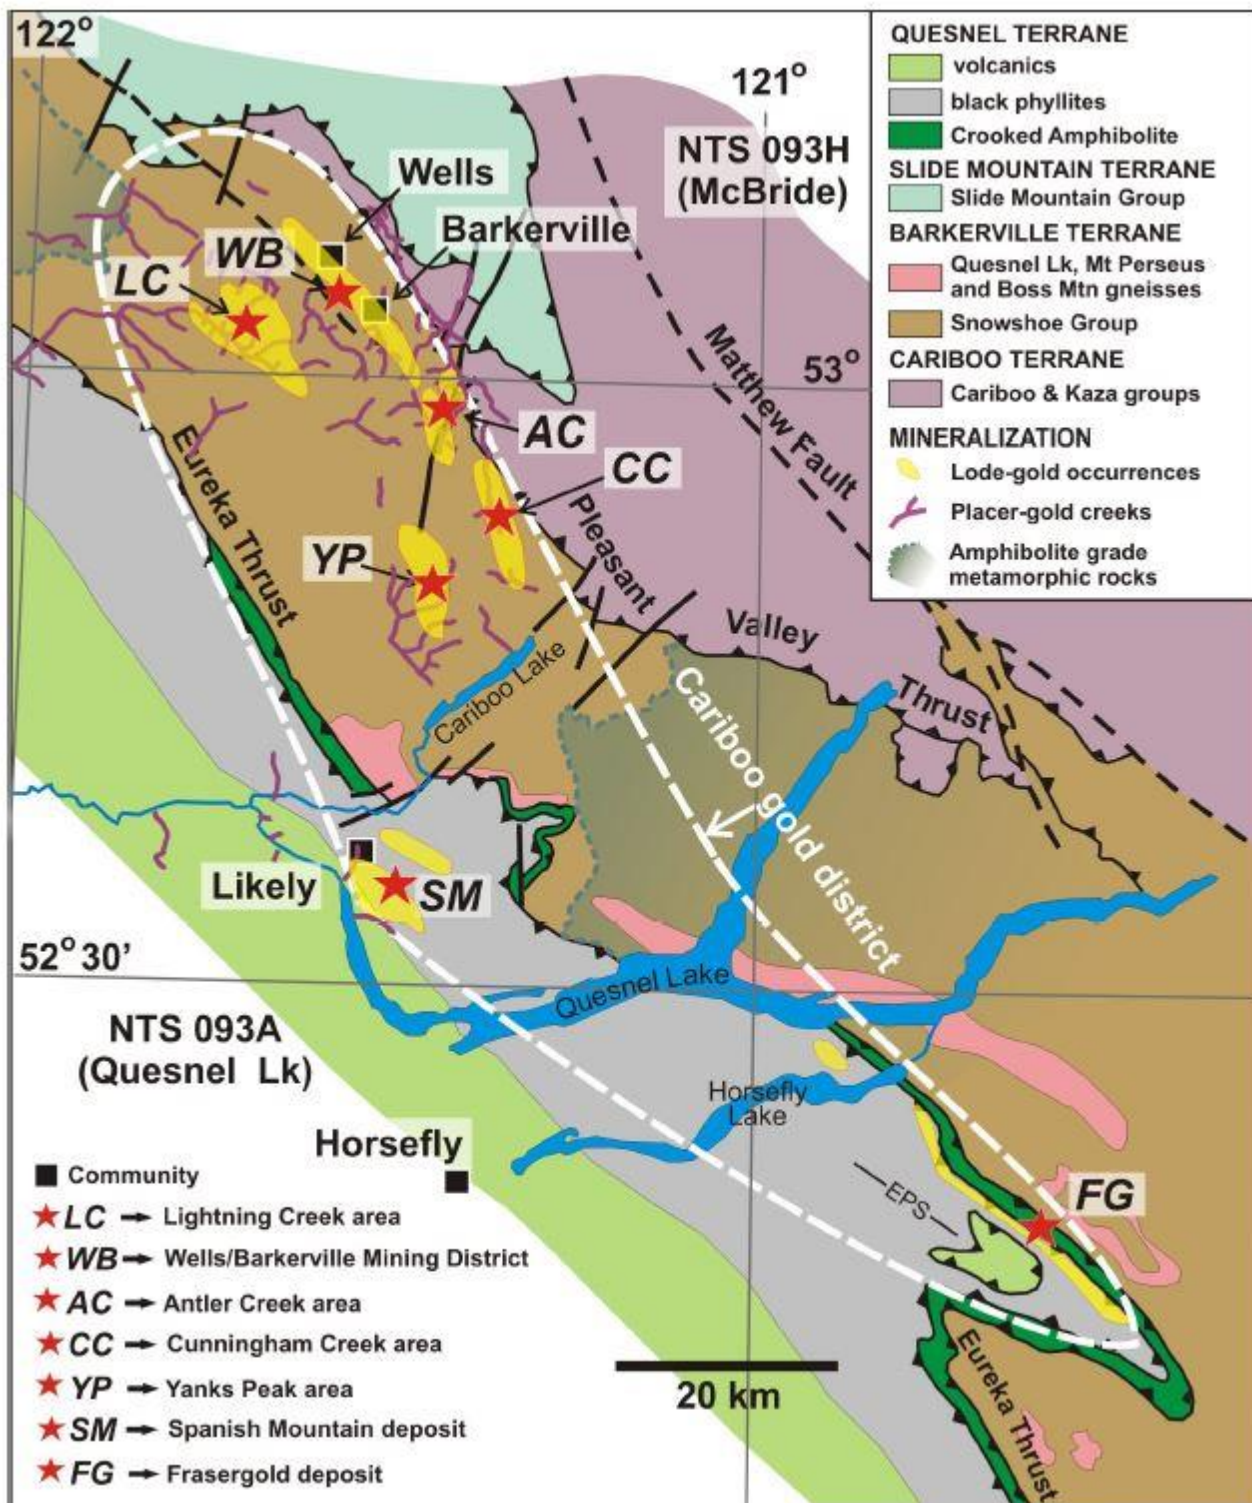 122°
121°
NTS 093H
(McBride)
Wells
Barkerville
WB
LC
53°
Matthew Fault
AC
CC
Eureka Thrust
YP
Pleasant
Valley
Thrust
Cariboo Lake
Cariboo gold district
Likely
SM
52° 30’
Quesnel Lake
NTS 093A
(Quesnel Lk)
Horsefly
Lake
Horsefly
EPS
FG
Eureka Thrust
20 km
QUESNEL TERRANE
volcanics
black phyllites
Crooked Amphibolite
SLIDE MOUNTAIN TERRANE
Slide Mountain Group
BARKERVILLE TERRANE
Quesnel Lk, Mt Perseus
and Boss Mtn gneisses
Snowshoe Group
CARIBOO TERRANE
Cariboo & Kaza groups
MINERALIZATION
Lode-gold occurrences
Placer-gold creeks
Amphibolite grade
metamorphic rocks
Community
LC → Lightning Creek area
WB → Wells/Barkerville Mining District
AC → Antler Creek area
CC → Cunningham Creek area
YP → Yanks Peak area
SM → Spanish Mountain deposit
FG → Frasergold deposit